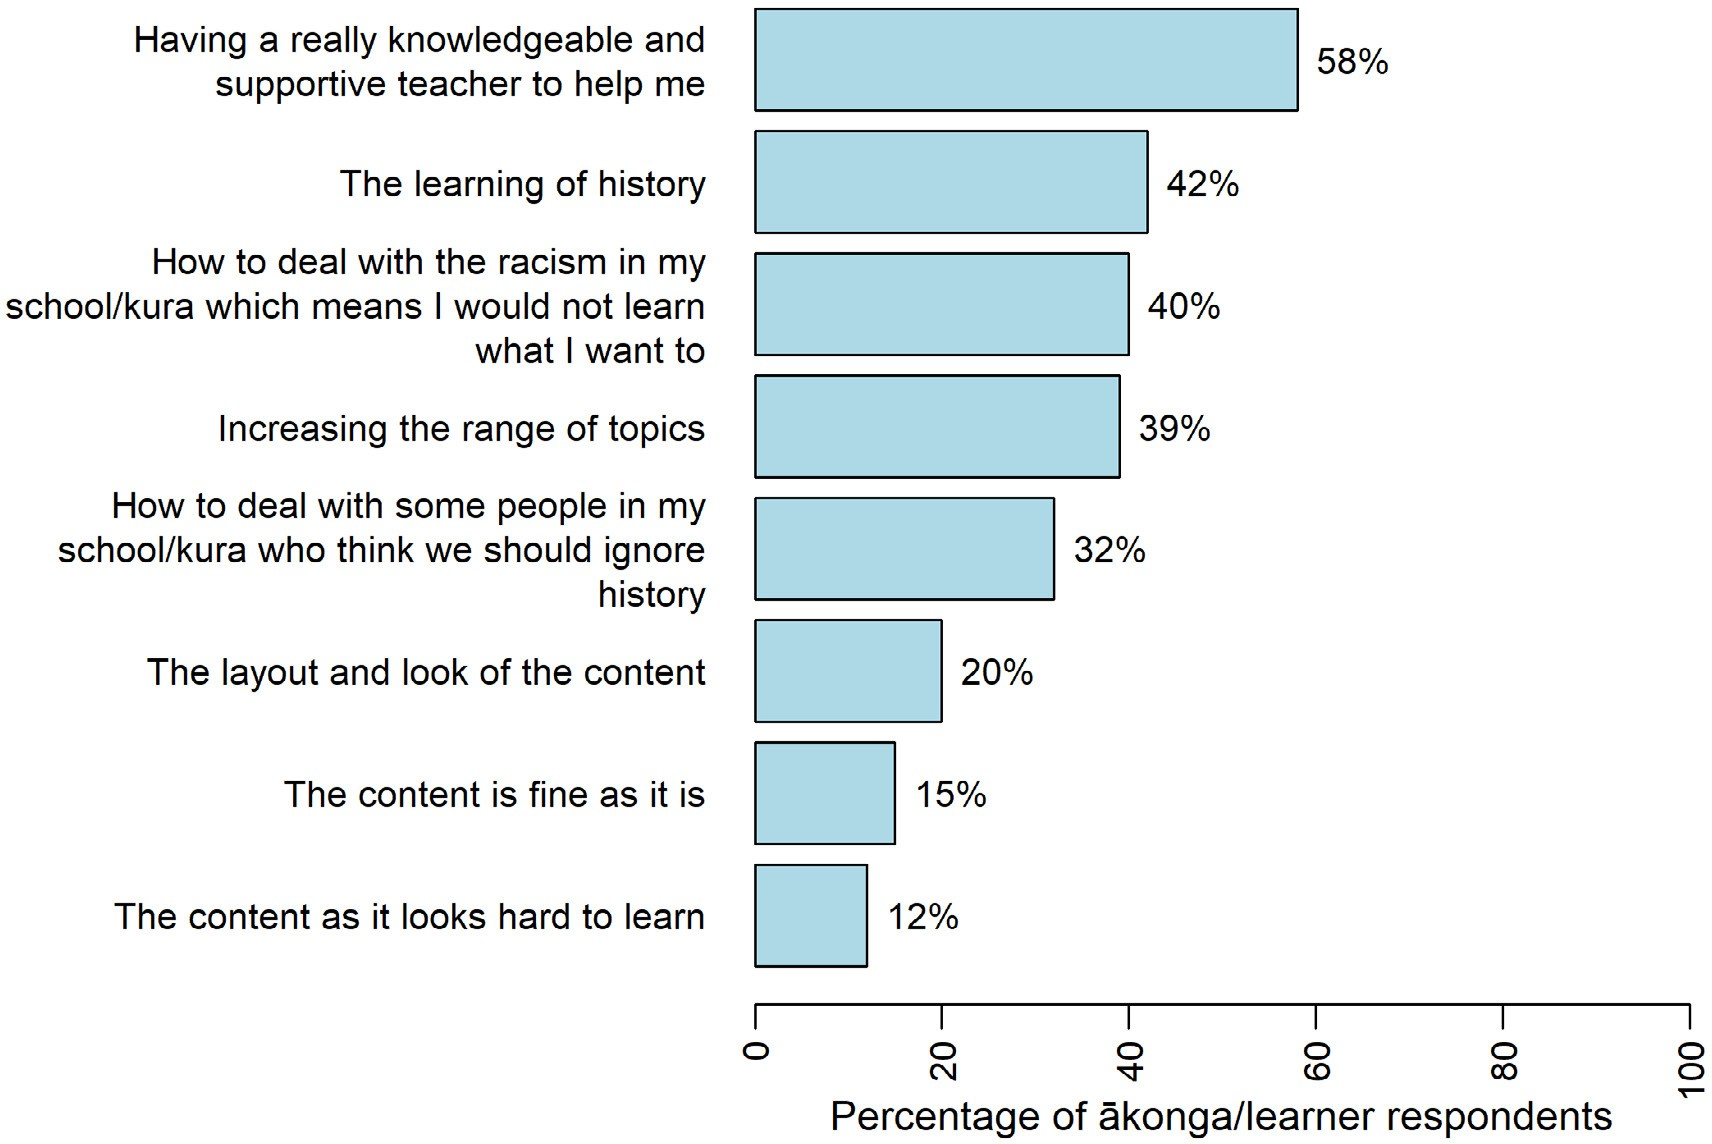 Having a really knowledgeable and
supportive teacher to help me
58%
The learning of history
42%
How to deal with the racism in my
school/kura which means I would not learn
what I want to
40%
Increasing the range of topics
39%
How to deal with some people in my
school/kura who think we should ignore
history
32%
The layout and look of the content
20%
The content is fine as it is
15%
The content as it looks hard to learn
12%
0
20
40
60
80
100
Percentage of ākonga/learner respondents